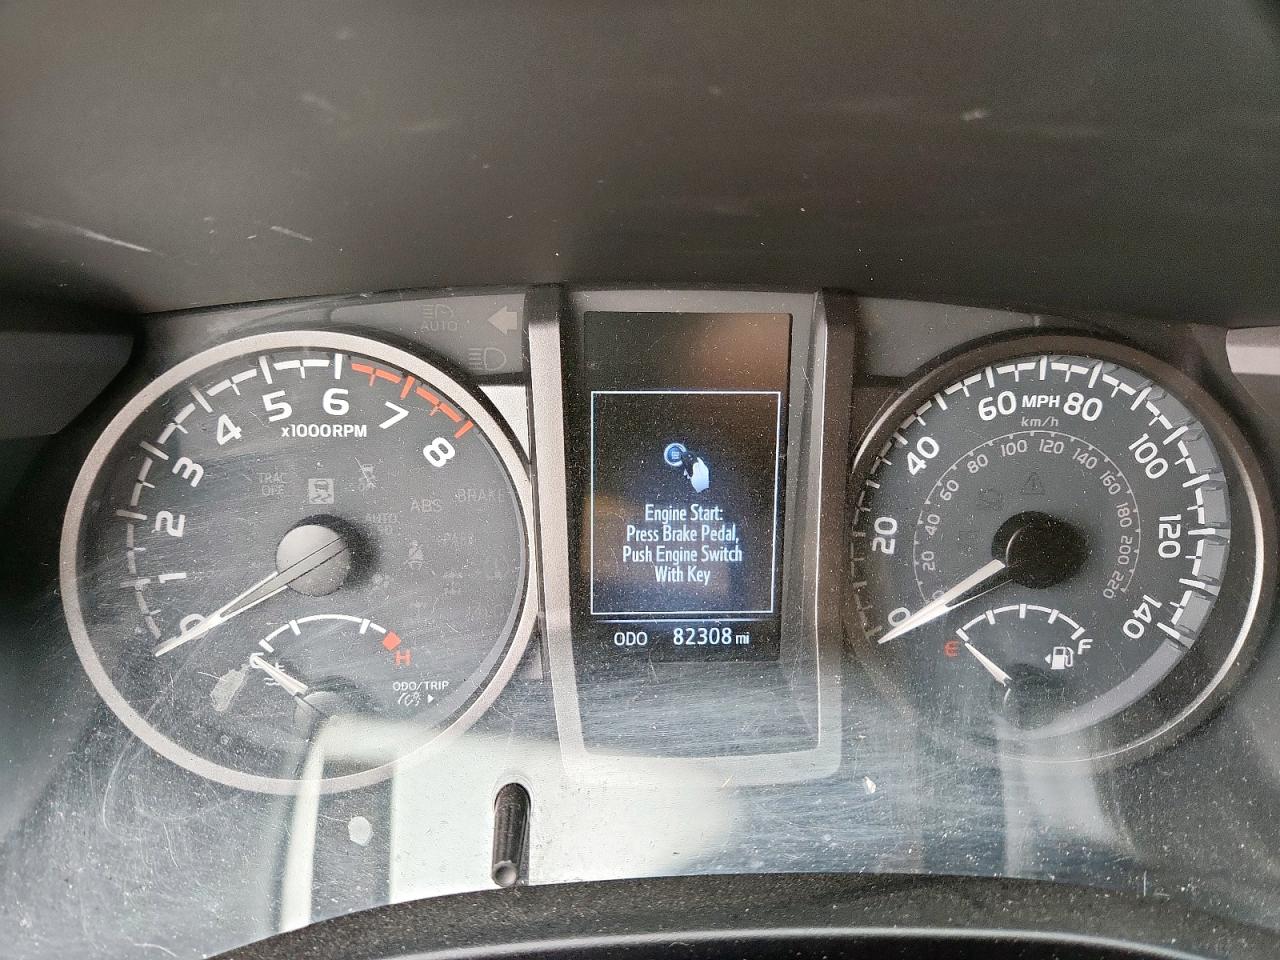 AUTO
0 1 2 3 4 5 6 7 8
x1000RPM
TRAC
OFF
AUTO
ABS
BRAKE
H
ODO/TRIP
Engine Start:
Press Brake Pedal,
Push Engine Switch
With Key
ODO 82308 mi
0 20 40 60 80 100 120 140
MPH
km/h
20 40 60 80 100 120 140 160 180 200 220
E
F